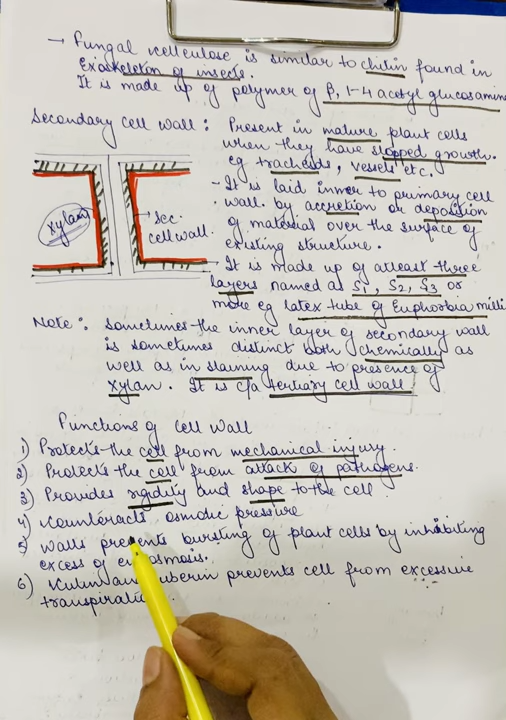 → Fungal cellulose is similar to chitin found in
Exoskeleton of insects.
It is made up of polymer of β, 1-4 acetyl glucosamine
Secondary cell wall : Present in mature plant cells
when they have stopped growth.
eg tracheids, vessels etc.
- It is laid inner to primary cell
wall by accretion or deposition
of material over the surface of
existing structure.
xylan
sec.
cell wall
- It is made up of atleast three
layers named as S1, S2, S3 or
more eg latex tube of Euphorbia milli
Note : sometimes the inner layer of secondary wall
is sometimes distinct both chemically as
well as in staining due to presence of
xylan. It is c/a tertiary cell wall
Functions of Cell Wall
1) Protects the cell from mechanical injury.
2) Protects the cell from attack of pathogens.
3) Provides rigidity and shape to the cell.
4) Counteracts osmotic pressure
5) Walls prevents bursting of plant cells by inhibiting
excess of
6) prevents cell from excessive